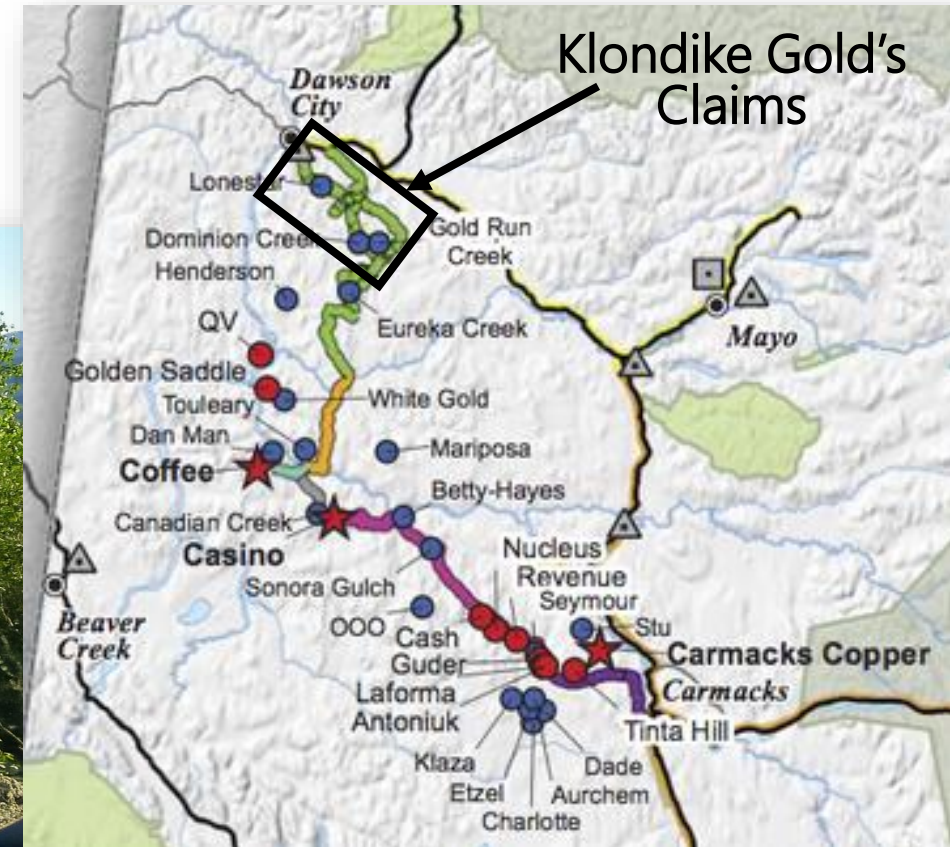 Klondike Gold's
Claims
Dawson
City
Lonestar
Gold Run
Creek
Dominion Creek
Henderson
Eureka Creek
Mayo
QV
Golden Saddle
Touleary
White Gold
Dan Man
Mariposa
Coffee
Betty-Hayes
Canadian Creek
Casino
Nucleus
Revenue
Sonora Gulch
Seymour
Beaver
Creek
OOO
Cash
Stu
Guder
Carmacks Copper
Laforma
Carmacks
Antoniuk
Tinta Hill
Klaza
Dade
Etzel
Aurchem
Charlotte